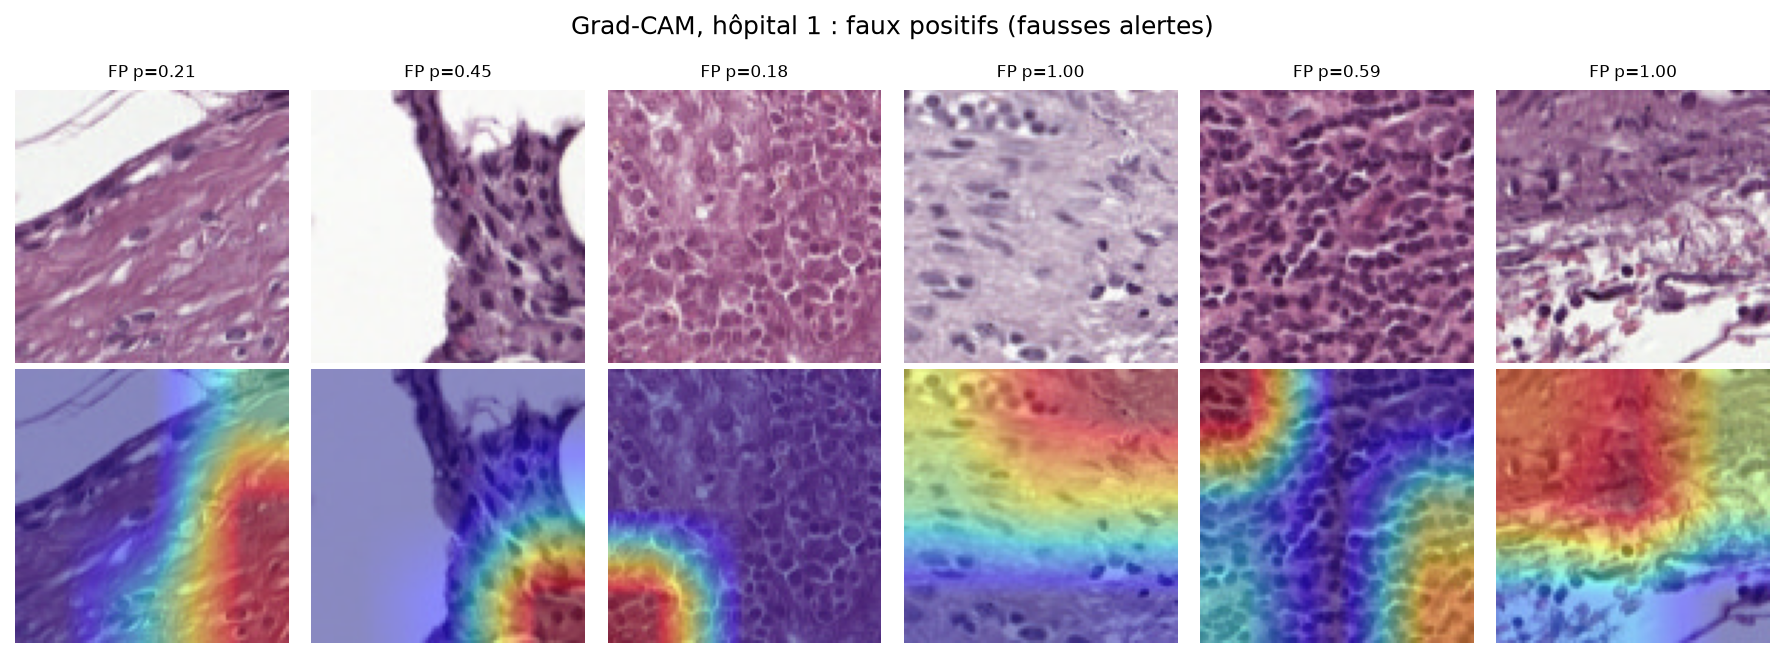 Grad-CAM, hôpital 1 : faux positifs (fausses alertes)
FP p=0.21 FP p=0.45 FP p=0.18 FP p=1.00 FP p=0.59 FP p=1.00